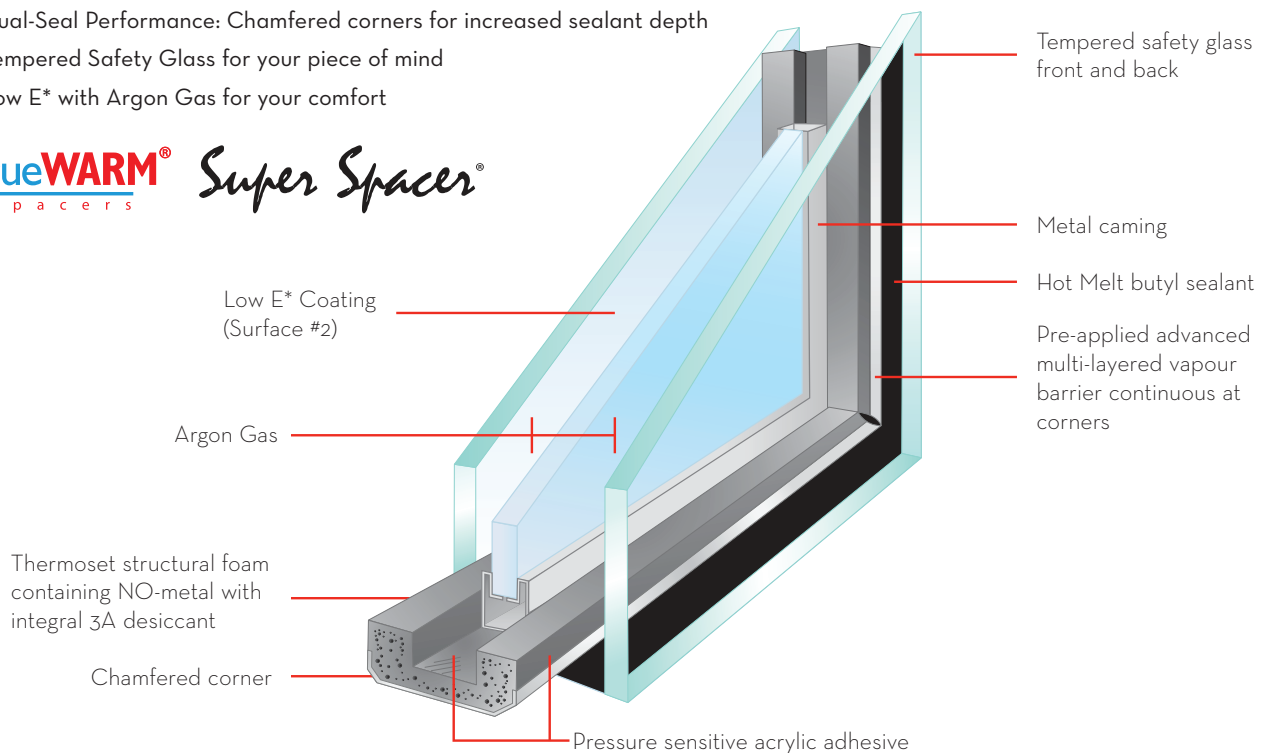 ual-Seal Performance: Chamfered corners for increased sealant depth
empered Safety Glass for your piece of mind
ow E* with Argon Gas for your comfort
ueWARM®
pacers
Super Spacer®
Tempered safety glass
front and back
Metal caming
Hot Melt butyl sealant
Low E* Coating
(Surface #2)
Pre-applied advanced
multi-layered vapour
barrier continuous at
corners
Argon Gas
Thermoset structural foam
containing NO-metal with
integral 3A desiccant
Chamfered corner
Pressure sensitive acrylic adhesive